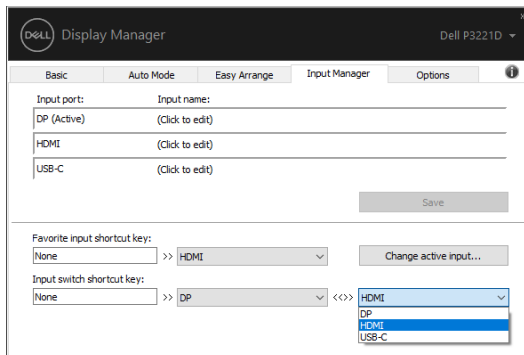 DELL Display Manager Dell P3221D
Basic Auto Mode Easy Arrange Input Manager Options
Input port: Input name:
DP (Active) (Click to edit)
HDMI (Click to edit)
USB-C (Click to edit)
Save
Favorite input shortcut key:
None >> HDMI Change active input...
Input switch shortcut key:
None >> DP <<>> HDMI
DP
HDMI
USB-C